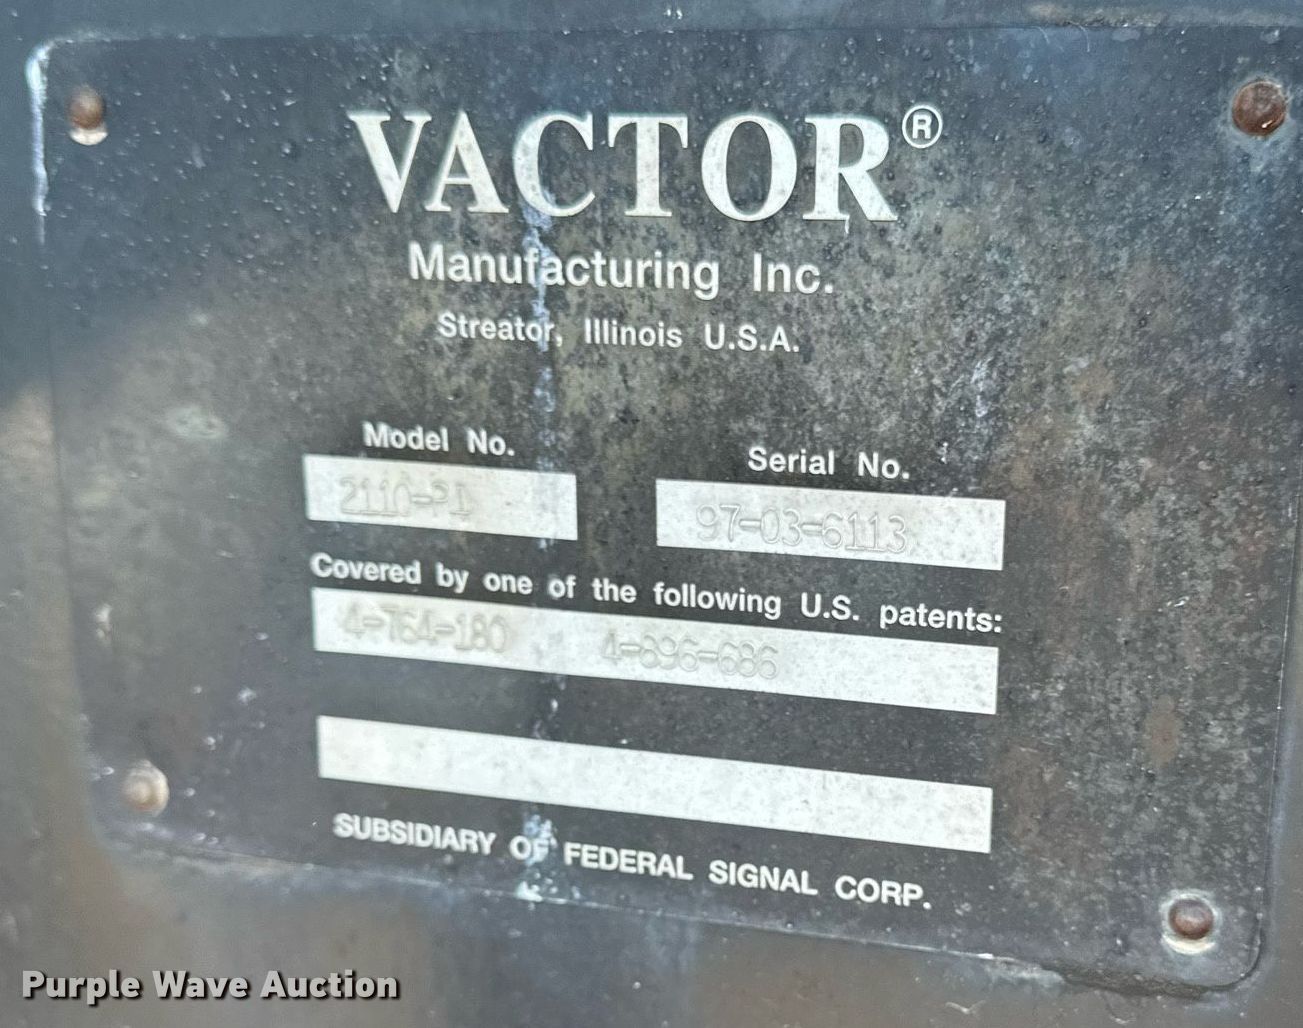 VACTOR®
Manufacturing Inc.
Streator, Illinois U.S.A.
Model No. Serial No.
2110-PD 97-03-6113
Covered by one of the following U.S. patents:
4-764-180 4-896-686
SUBSIDIARY OF FEDERAL SIGNAL CORP.
Purple Wave Auction